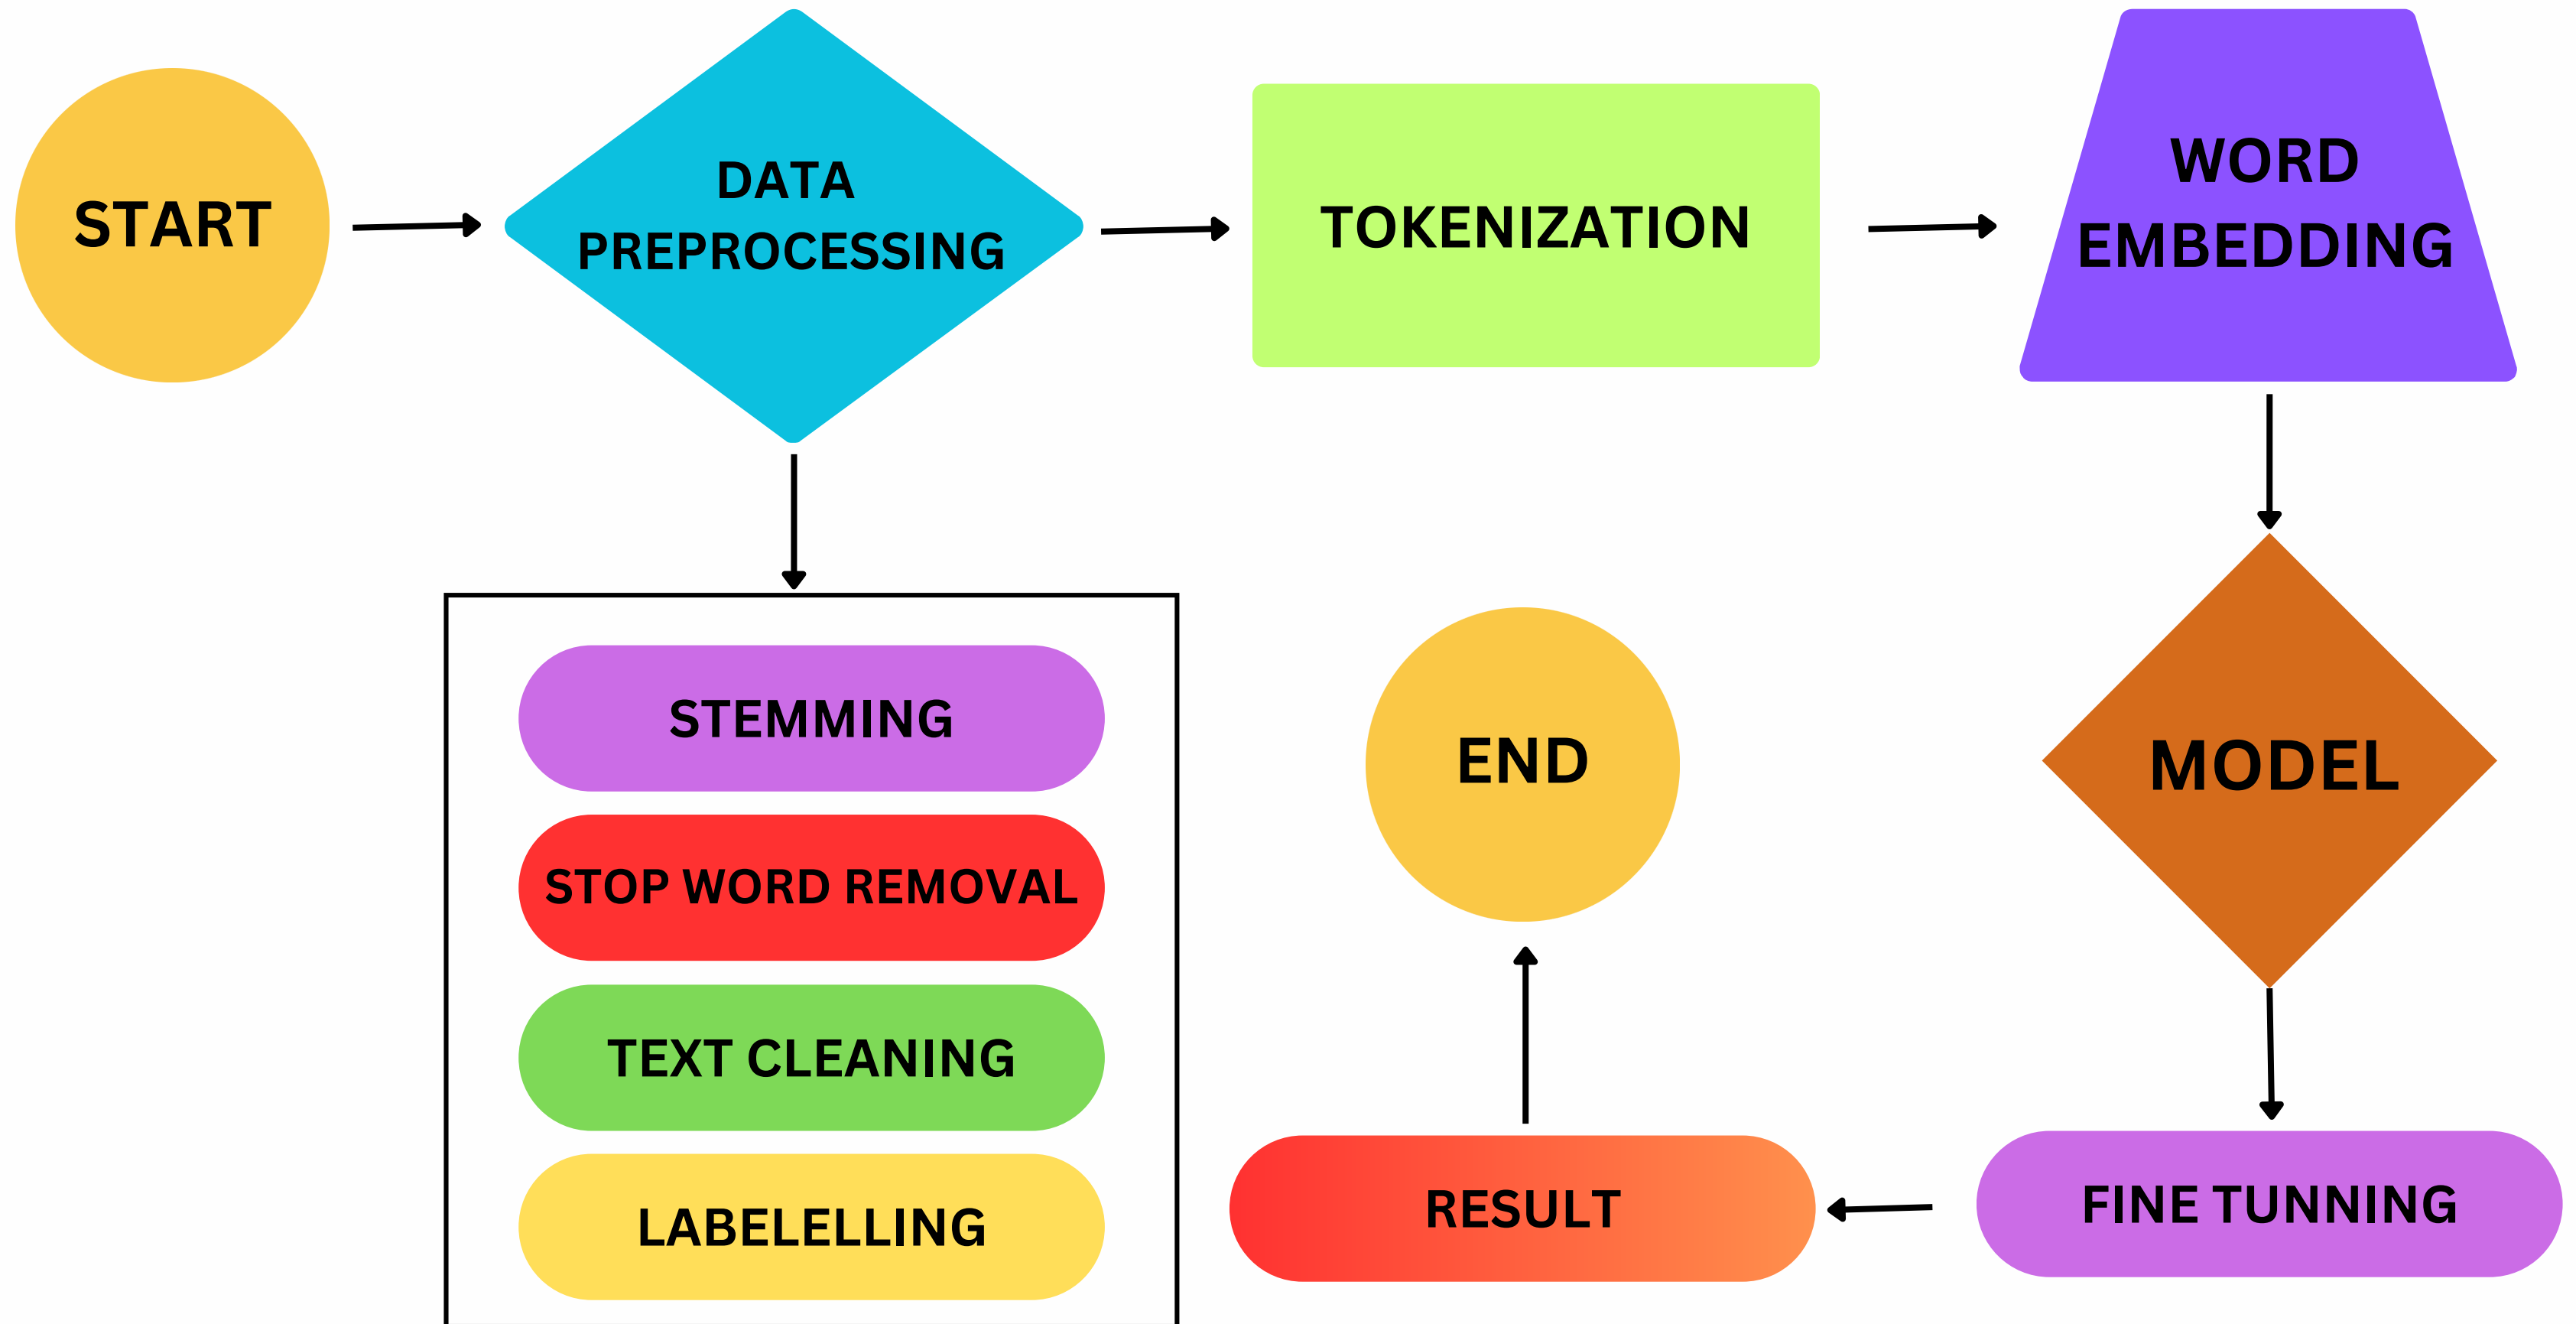 START
DATA
PREPROCESSING
TOKENIZATION
WORD
EMBEDDING
STEMMING
STOP WORD REMOVAL
TEXT CLEANING
LABELELLING
MODEL
FINE TUNNING
RESULT
END